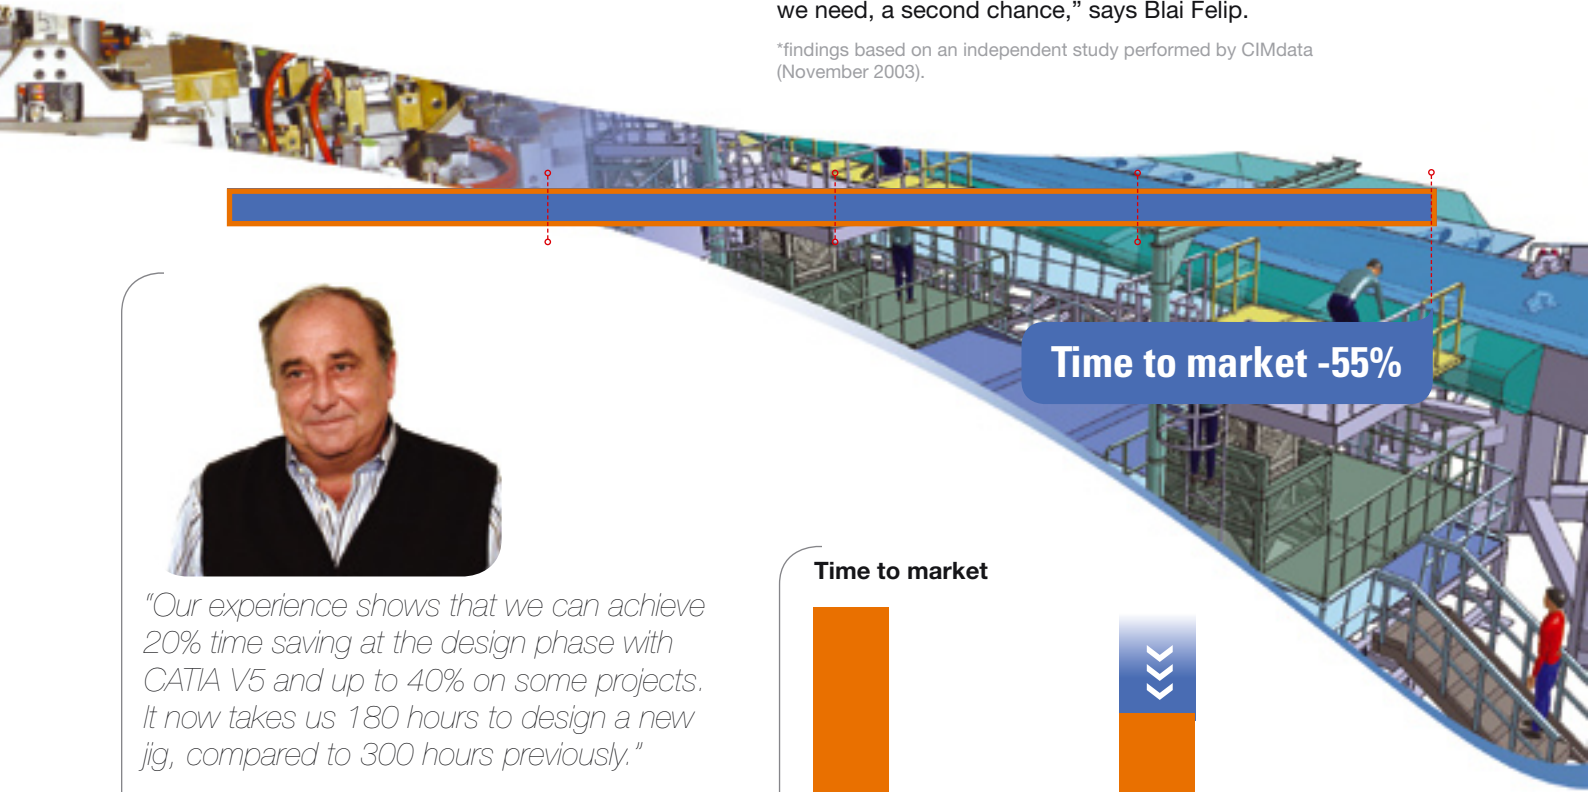 we need, a second chance,” says Blai Felip.
*findings based on an independent study performed by CIMdata
(November 2003).
Time to market -55%
"Our experience shows that we can achieve
20% time saving at the design phase with
CATIA V5 and up to 40% on some projects.
It now takes us 180 hours to design a new
jig, compared to 300 hours previously."
Time to market